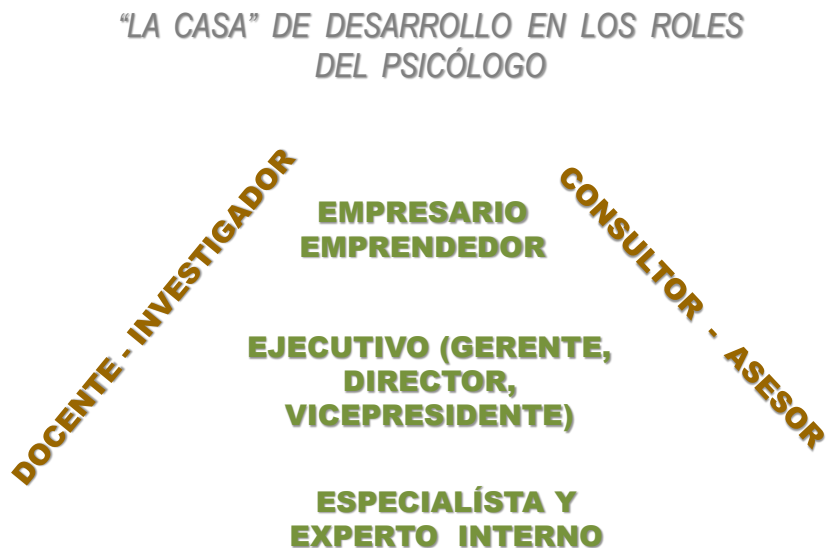 “LA CASA” DE DESARROLLO EN LOS ROLES
DEL PSICÓLOGO
DOCENTE - INVESTIGADOR
CONSULTOR - ASESOR
EMPRESARIO
EMPRENDEDOR
EJECUTIVO (GERENTE,
DIRECTOR,
VICEPRESIDENTE)
ESPECIALÍSTA Y
EXPERTO INTERNO